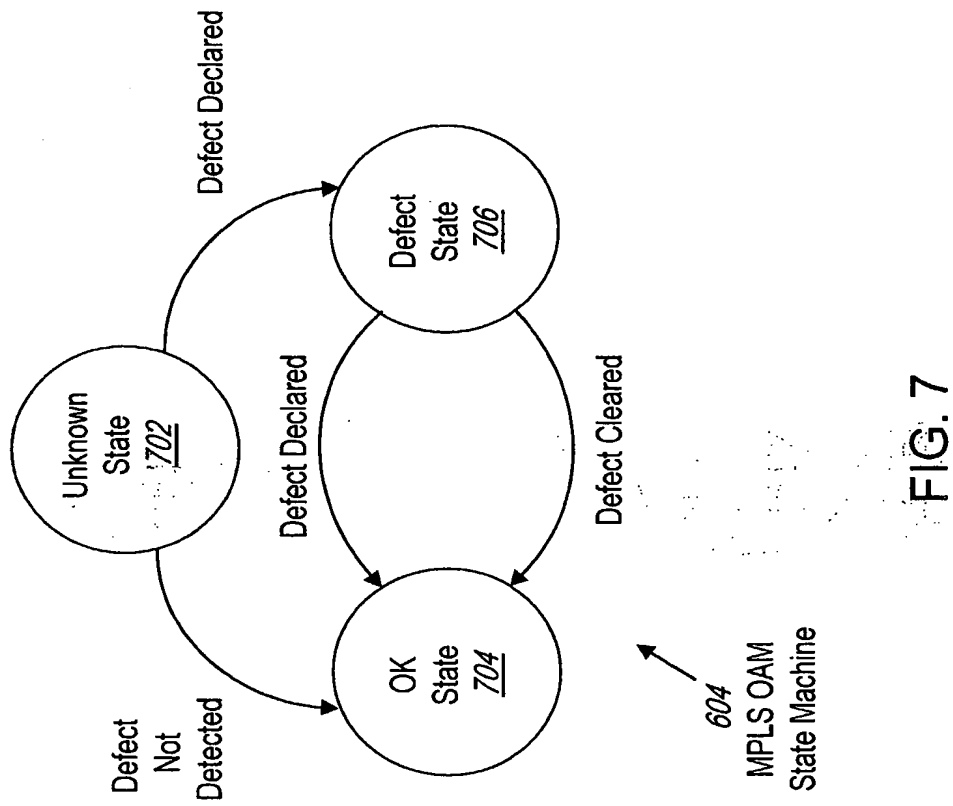 Unknown
State
702
Defect
Not
Detected
Defect Declared
Defect Declared
OK
State
704
Defect
State
706
Defect Cleared
604
MPLS OAM
State Machine
FIG. 7